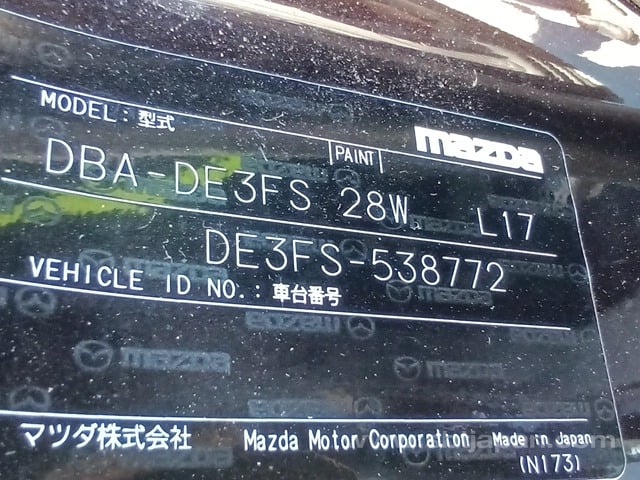 MODEL: 型式
PAINT
mazda
DBA-DE3FS 28W L17
DE3FS-538772
VEHICLE ID NO.: 車台番号
mazda
マツダ株式会社 Mazda Motor Corporation Made in Japan
(N173)